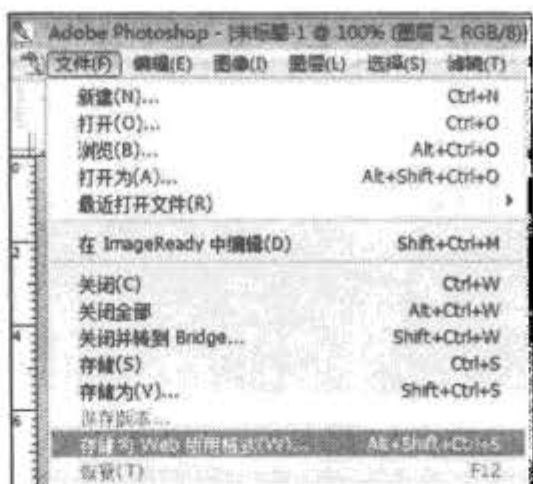 Adobe Photoshop - [未标题-1 @ 100% (图层 2, RGB/8)]
文件(F) 编辑(E) 图像(I) 图层(L) 选择(S) 滤镜(T)
新建(N)... Ctrl+N
打开(O)... Ctrl+O
浏览(B)... Alt+Ctrl+O
打开为(A)... Alt+Shift+Ctrl+O
最近打开文件(R)
在 ImageReady 中编辑(D) Shift+Ctrl+M
关闭(C) Ctrl+W
关闭全部 Alt+Ctrl+W
关闭并转到 Bridge... Shift+Ctrl+W
存储(S) Ctrl+S
存储为(V)... Shift+Ctrl+S
保存版本...
存储为 Web 所用格式(W)... Alt+Shift+Ctrl+S
恢复(T) F12
0
2
4
6